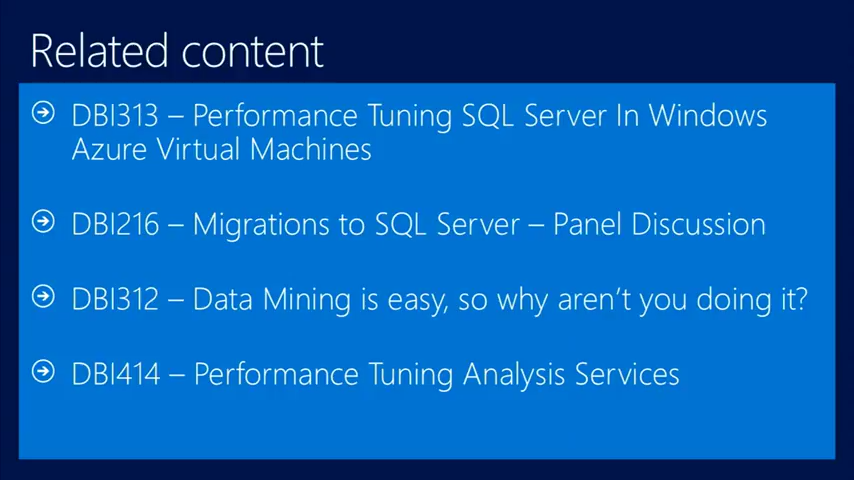 Related content
DBI313 – Performance Tuning SQL Server In Windows
Azure Virtual Machines
DBI216 – Migrations to SQL Server – Panel Discussion
DBI312 – Data Mining is easy, so why aren't you doing it?
DBI414 – Performance Tuning Analysis Services